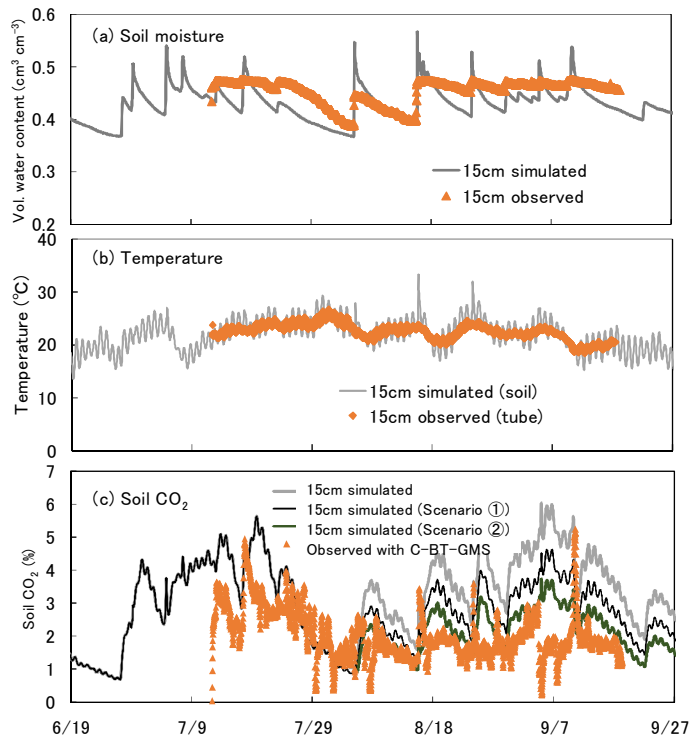 0.6
(a) Soil moisture
0.5
0.4
0.3
0.2
Vol. water content (cm³ cm⁻³)
15cm simulated
15cm observed
40
(b) Temperature
30
20
10
0
Temperature (℃)
15cm simulated (soil)
15cm observed (tube)
7
(c) Soil CO₂
6
5
4
3
2
1
0
Soil CO₂ (%)
15cm simulated
15cm simulated (Scenario ①)
15cm simulated (Scenario ②)
Observed with C-BT-GMS
6/19 7/9 7/29 8/18 9/7 9/27